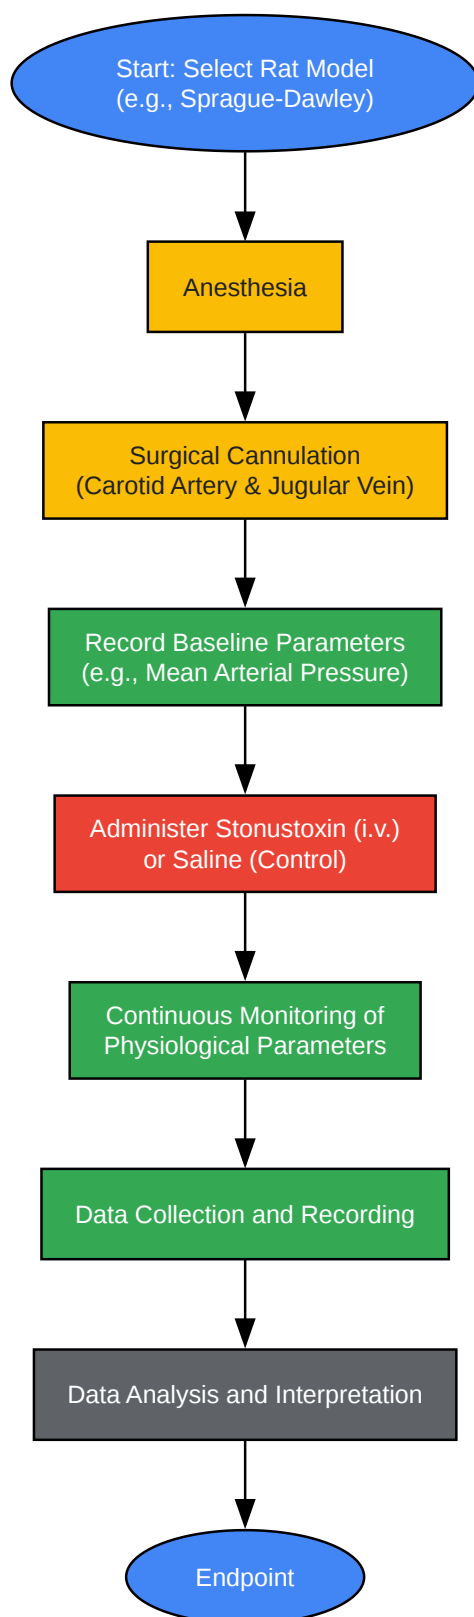 Start: Select Rat Model
(e.g., Sprague-Dawley)
Anesthesia
Surgical Cannulation
(Carotid Artery & Jugular Vein)
Record Baseline Parameters
(e.g., Mean Arterial Pressure)
Administer Stonustoxin (i.v.)
or Saline (Control)
Continuous Monitoring of
Physiological Parameters
Data Collection and Recording
Data Analysis and Interpretation
Endpoint